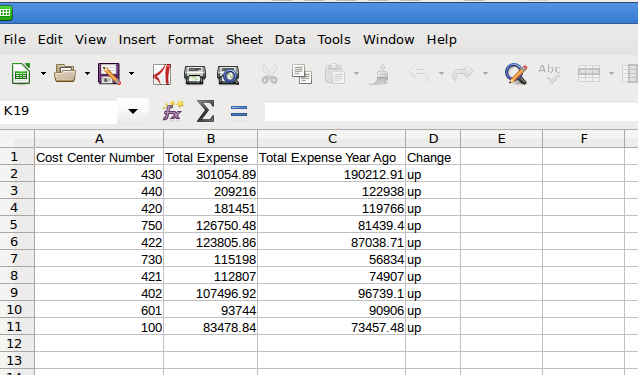 File Edit View Insert Format Sheet Data Tools Window Help
Abc
K19
A B C D E F
1 Cost Center Number Total Expense Total Expense Year Ago Change
2 430 301054.89 190212.91 up
3 440 209216 122938 up
4 420 181451 119766 up
5 750 126750.48 81439.4 up
6 422 123805.86 87038.71 up
7 730 115198 56834 up
8 421 112807 74907 up
9 402 107496.92 96739.1 up
10 601 93744 90906 up
11 100 83478.84 73457.48 up
12
13